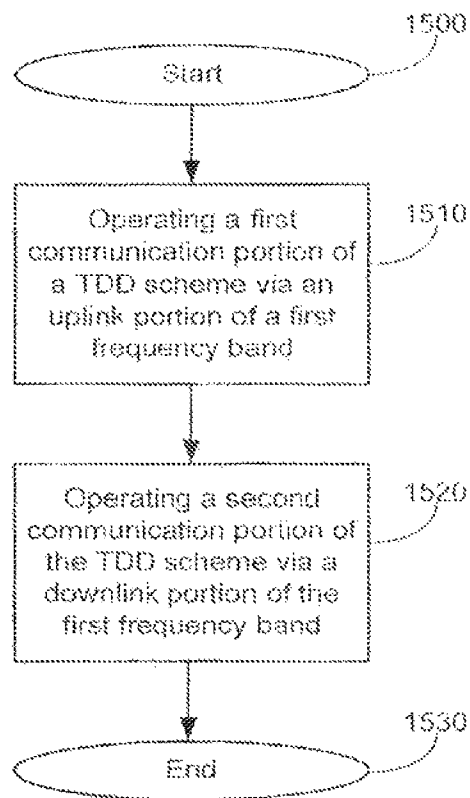 1500
Start
1510
Operating a first
communication portion of
a TDD scheme via an
uplink portion of a first
frequency band
1520
Operating a second
communication portion of
the TDD scheme via a
downlink portion of the
first frequency band
1530
End